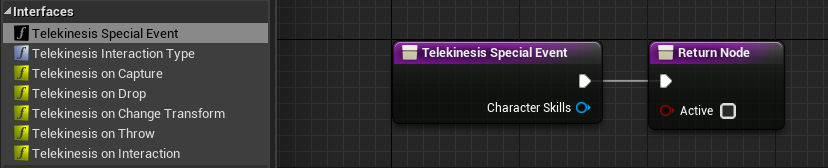 Interfaces
Telekinesis Special Event
Telekinesis Interaction Type
Telekinesis on Capture
Telekinesis on Drop
Telekinesis on Change Transform
Telekinesis on Throw
Telekinesis on Interaction
Telekinesis Special Event
Character Skills
Return Node
Active